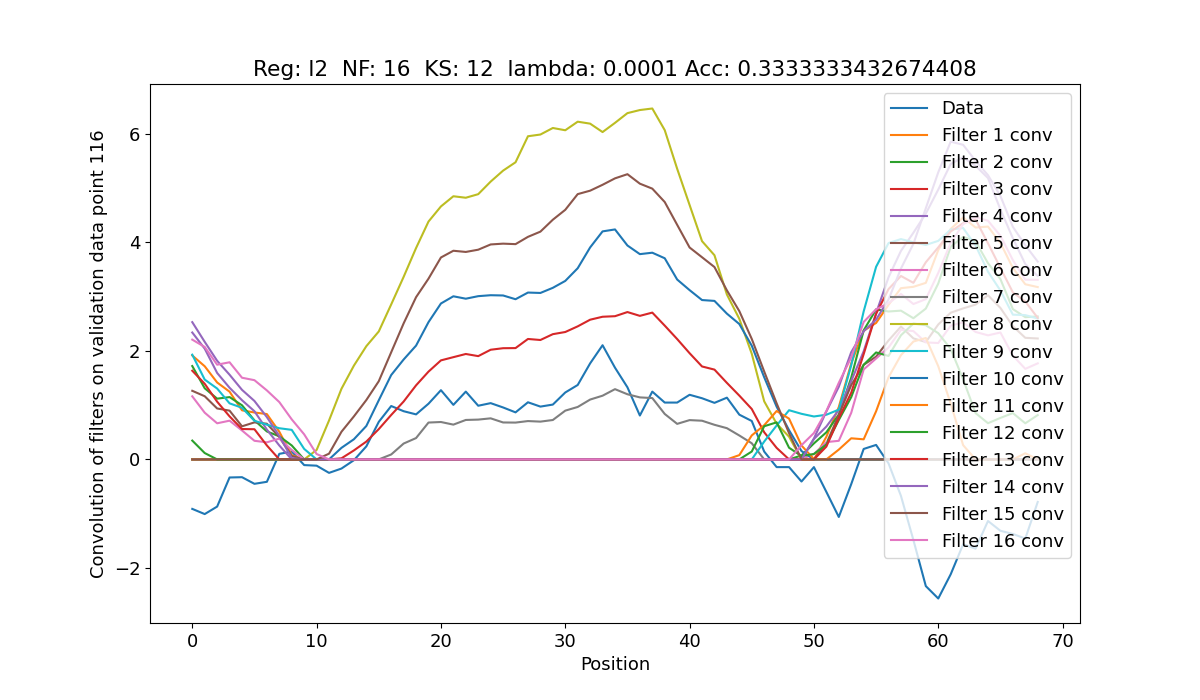 Reg: l2  NF: 16  KS: 12  lambda: 0.0001 Acc: 0.3333333432674408
Convolution of filters on validation data point 116
6
4
2
0
−2
0 10 20 30 40 50 60 70
Position
Data
Filter 1 conv
Filter 2 conv
Filter 3 conv
Filter 4 conv
Filter 5 conv
Filter 6 conv
Filter 7 conv
Filter 8 conv
Filter 9 conv
Filter 10 conv
Filter 11 conv
Filter 12 conv
Filter 13 conv
Filter 14 conv
Filter 15 conv
Filter 16 conv